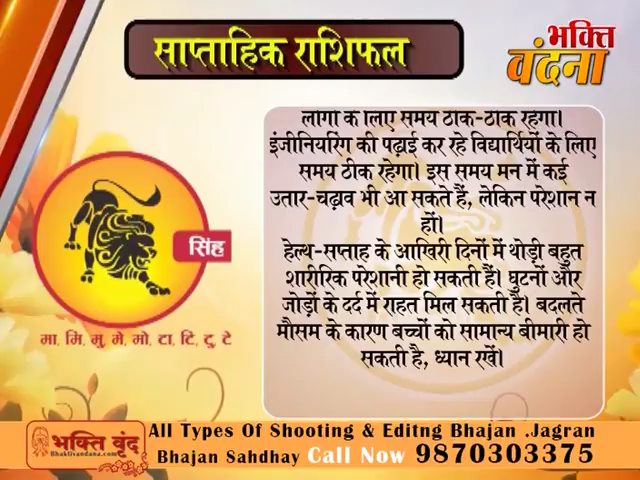 साप्ताहिक राशिफल
भक्ति
वंदना
लोगों के लिए समय ठीक-ठीक रहेगा।
इंजीनियरिंग की पढ़ाई कर रहे विद्यार्थियों के लिए
समय ठीक रहेगा। इस समय मन में कई
उतार-चढ़ाव भी आ सकते हैं, लेकिन परेशान न
हों।
हेल्थ-सप्ताह के आखिरी दिनों में थोड़ी बहुत
शारीरिक परेशानी हो सकती हैं। घुटनों और
जोड़ों के दर्द में राहत मिल सकती है। बदलते
मौसम के कारण बच्चों को सामान्य बीमारी हो
सकती है, ध्यान रखें।
सिंह
मा, मि, मु, मे, मो, टा, टि, टु, टे
भक्ति वृंद
Bhaktivandana.com
All Types Of Shooting & Editng Bhajan .Jagran
Bhajan Sahdhay Call Now 9870303375